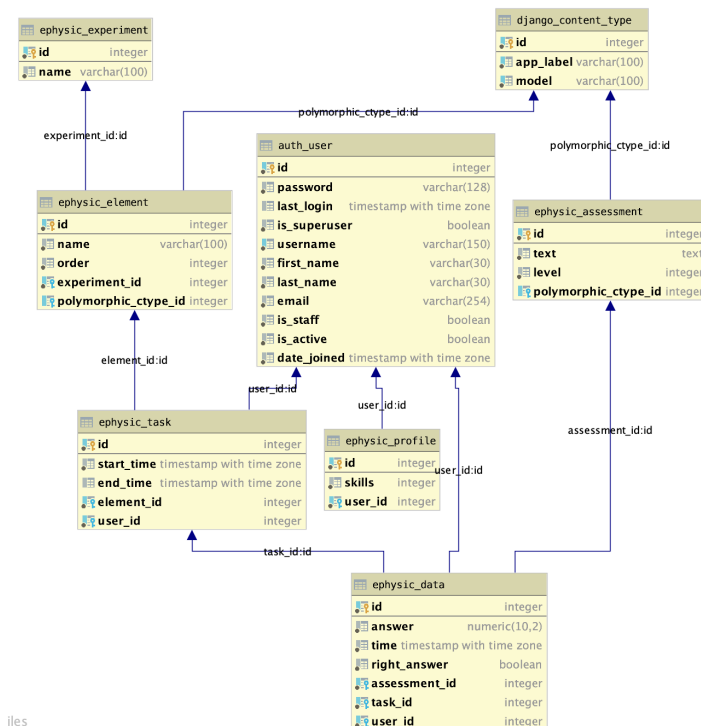 ephysic_experiment
id integer
name varchar(100)
django_content_type
id integer
app_label varchar(100)
model varchar(100)
polymorphic_ctype_id:id
experiment_id:id
polymorphic_ctype_id:id
auth_user
id integer
password varchar(128)
last_login timestamp with time zone
is_superuser boolean
username varchar(150)
first_name varchar(30)
last_name varchar(30)
email varchar(254)
is_staff boolean
is_active boolean
date_joined timestamp with time zone
ephysic_element
id integer
name varchar(100)
order integer
experiment_id integer
polymorphic_ctype_id integer
ephysic_assessment
id integer
text text
level integer
polymorphic_ctype_id integer
element_id:id
user_id:id
user_id:id
user_id:id
assessment_id:id
ephysic_task
id integer
start_time timestamp with time zone
end_time timestamp with time zone
element_id integer
user_id integer
ephysic_profile
id integer
skills integer
user_id integer
task_id:id
ephysic_data
id integer
answer numeric(10,2)
time timestamp with time zone
right_answer boolean
assessment_id integer
task_id integer
user_id integer
iles